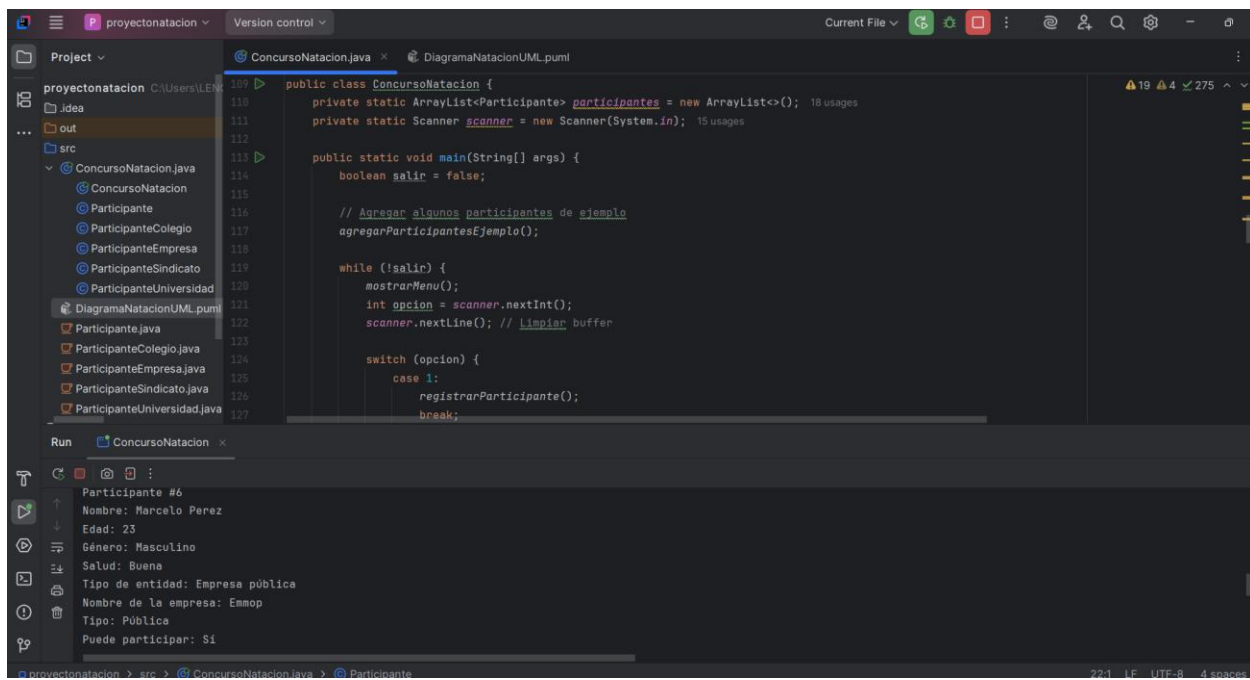 P proyectonatacion Version control Current File
Project
ConcursoNatacion.java DiagramaNatacionUML.puml
proyectonatacion C:\Users\LEN
.idea
out
src
ConcursoNatacion.java
ConcursoNatacion
Participante
ParticipanteColegio
ParticipanteEmpresa
ParticipanteSindicato
ParticipanteUniversidad
DiagramaNatacionUML.puml
Participante.java
ParticipanteColegio.java
ParticipanteEmpresa.java
ParticipanteSindicato.java
ParticipanteUniversidad.java
19 4 275
109 public class ConcursoNatacion {
110 private static ArrayList<Participante> participantes = new ArrayList<>(); 18 usages
111 private static Scanner scanner = new Scanner(System.in); 15 usages
112
113 public static void main(String[] args) {
114 boolean salir = false;
115
116 // Agregar algunos participantes de ejemplo
117 agregarParticipantesEjemplo();
118
119 while (!salir) {
120 mostrarMenu();
121 int opcion = scanner.nextInt();
122 scanner.nextLine(); // Limpiar buffer
123
124 switch (opcion) {
125 case 1:
126 registrarParticipante();
127 break;
Run ConcursoNatacion
Participante #6
Nombre: Marcelo Perez
Edad: 23
Género: Masculino
Salud: Buena
Tipo de entidad: Empresa pública
Nombre de la empresa: Emmop
Tipo: Pública
Puede participar: Sí
proyectonatacion > src > ConcursoNatacion.java > Participante 22:1 LF UTF-8 4 spaces